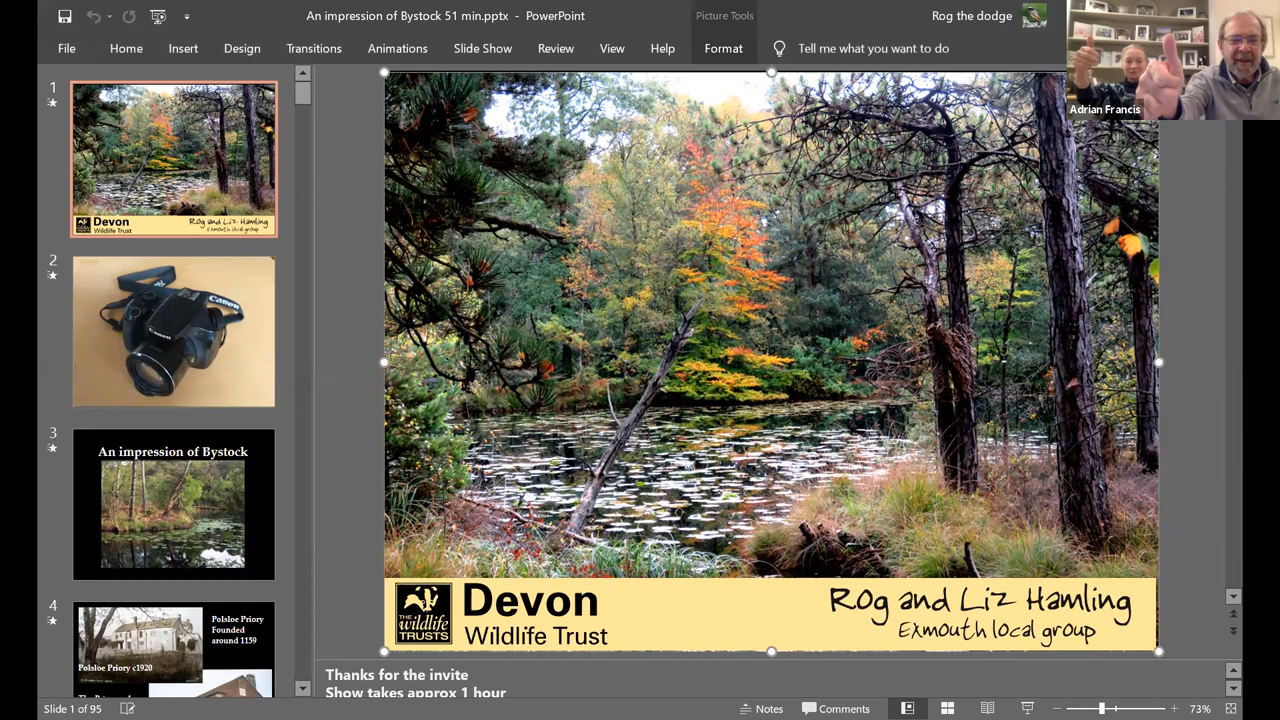 An impression of Bystock 51 min.pptx - PowerPoint
Picture Tools
Rog the dodge
File
Home
Insert
Design
Transitions
Animations
Slide Show
Review
View
Help
Format
Tell me what you want to do
Adrian Francis
1
Devon
Wildlife Trust
Rog and Liz Hamling
Exmouth local group
2
Canon
Canon
3
An impression of Bystock
4
Polsloe Priory
Founded
around 1159
Polsloe Priory c1920
THE
wildlife
TRUSTS
Devon
Wildlife Trust
Rog and Liz Hamling
Exmouth local group
Thanks for the invite
Show takes approx 1 hour
Slide 1 of 95
Notes
Comments
73%